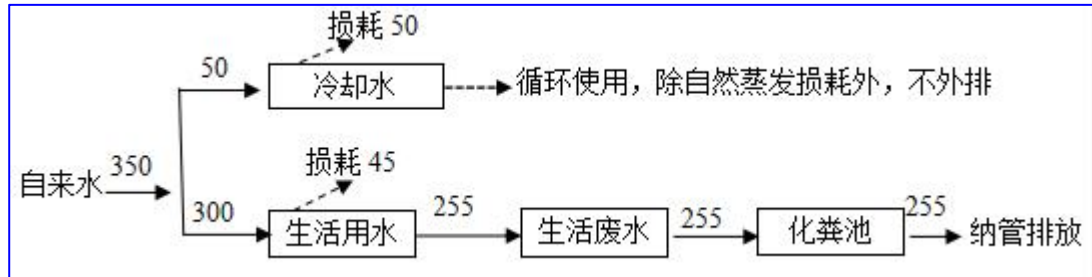 损耗 50
50
冷却水
循环使用，除自然蒸发损耗外，不外排
自来水
350
损耗 45
300
生活用水
255
生活废水
255
化粪池
255
纳管排放